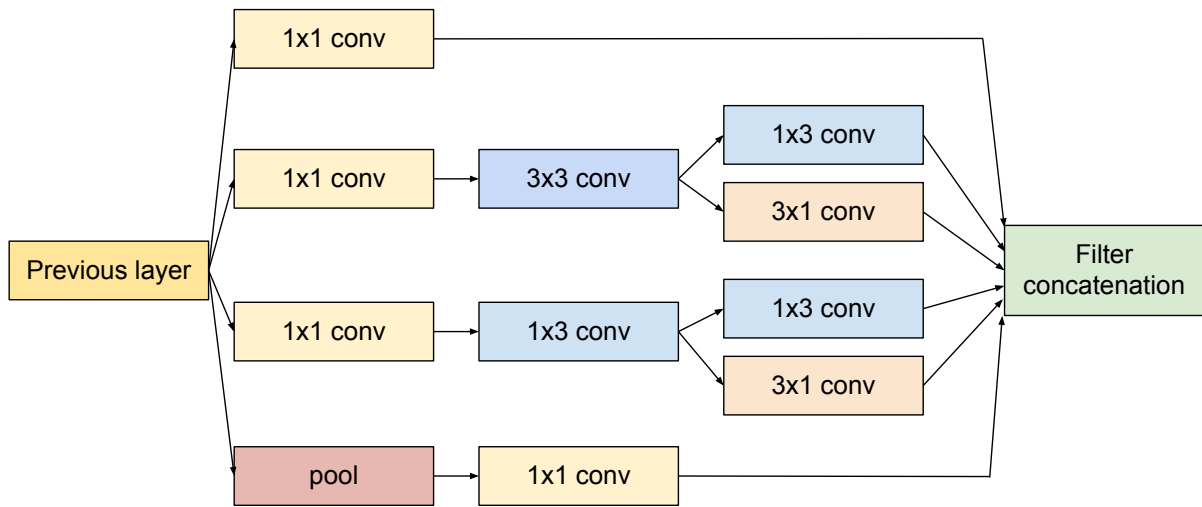 1x1 conv
1x3 conv
1x1 conv
3x3 conv
3x1 conv
Previous layer
Filter
concatenation
1x3 conv
1x1 conv
1x3 conv
3x1 conv
pool
1x1 conv